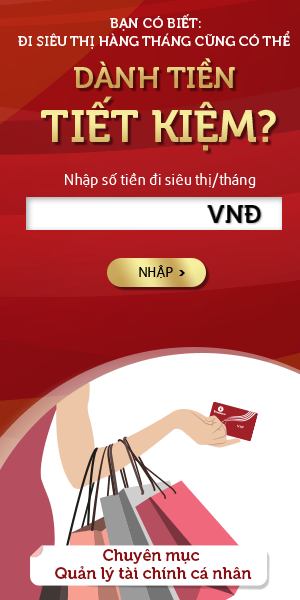 BẠN CÓ BIẾT:
ĐI SIÊU THỊ HÀNG THÁNG CŨNG CÓ THỂ
DÀNH TIỀN
TIẾT KIỆM?
Nhập số tiền đi siêu thị/tháng
VNĐ
NHẬP >
Chuyên mục
Quản lý tài chính cá nhân